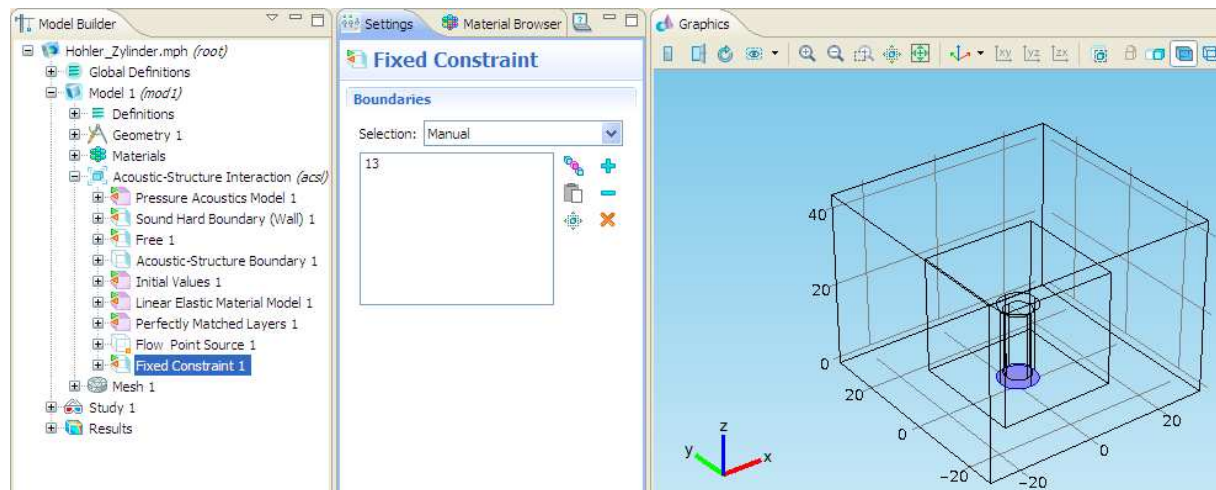 Model Builder
Hohler_Zylinder.mph (root)
Global Definitions
Model 1 (mod1)
Definitions
Geometry 1
Materials
Acoustic-Structure Interaction (acsl)
Pressure Acoustics Model 1
Sound Hard Boundary (Wall) 1
Free 1
Acoustic-Structure Boundary 1
Initial Values 1
Linear Elastic Material Model 1
Perfectly Matched Layers 1
Flow Point Source 1
Fixed Constraint 1
Mesh 1
Study 1
Results
Settings
Material Browser
Fixed Constraint
Boundaries
Selection: Manual
13
Graphics
xy yz zx
40
20
0
20
0
-20
-20
0
20
z
y
x